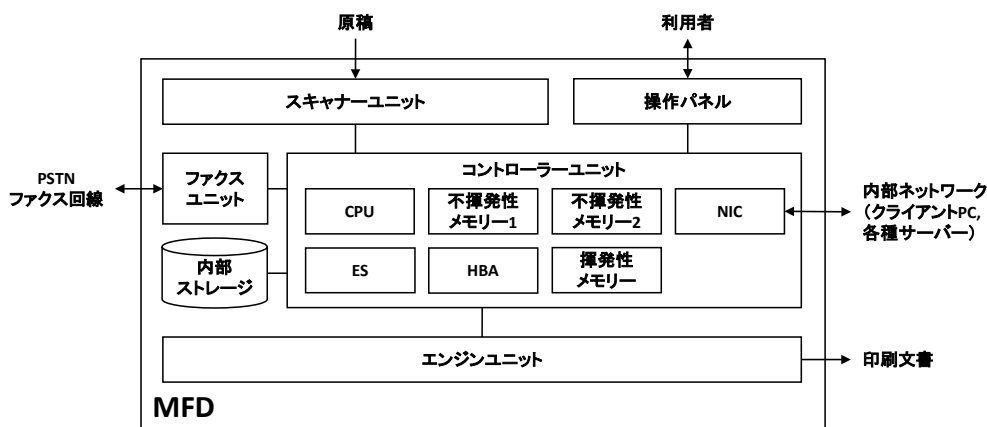 原稿
利用者
スキャナーユニット
操作パネル
PSTN
ファクス回線
ファクス
ユニット
コントローラーユニット
CPU
不揮発性
メモリー1
不揮発性
メモリー2
NIC
内部ネットワーク
（クライアントPC,
各種サーバー）
内部
ストレージ
ES
HBA
揮発性
メモリー
エンジンユニット
印刷文書
MFD